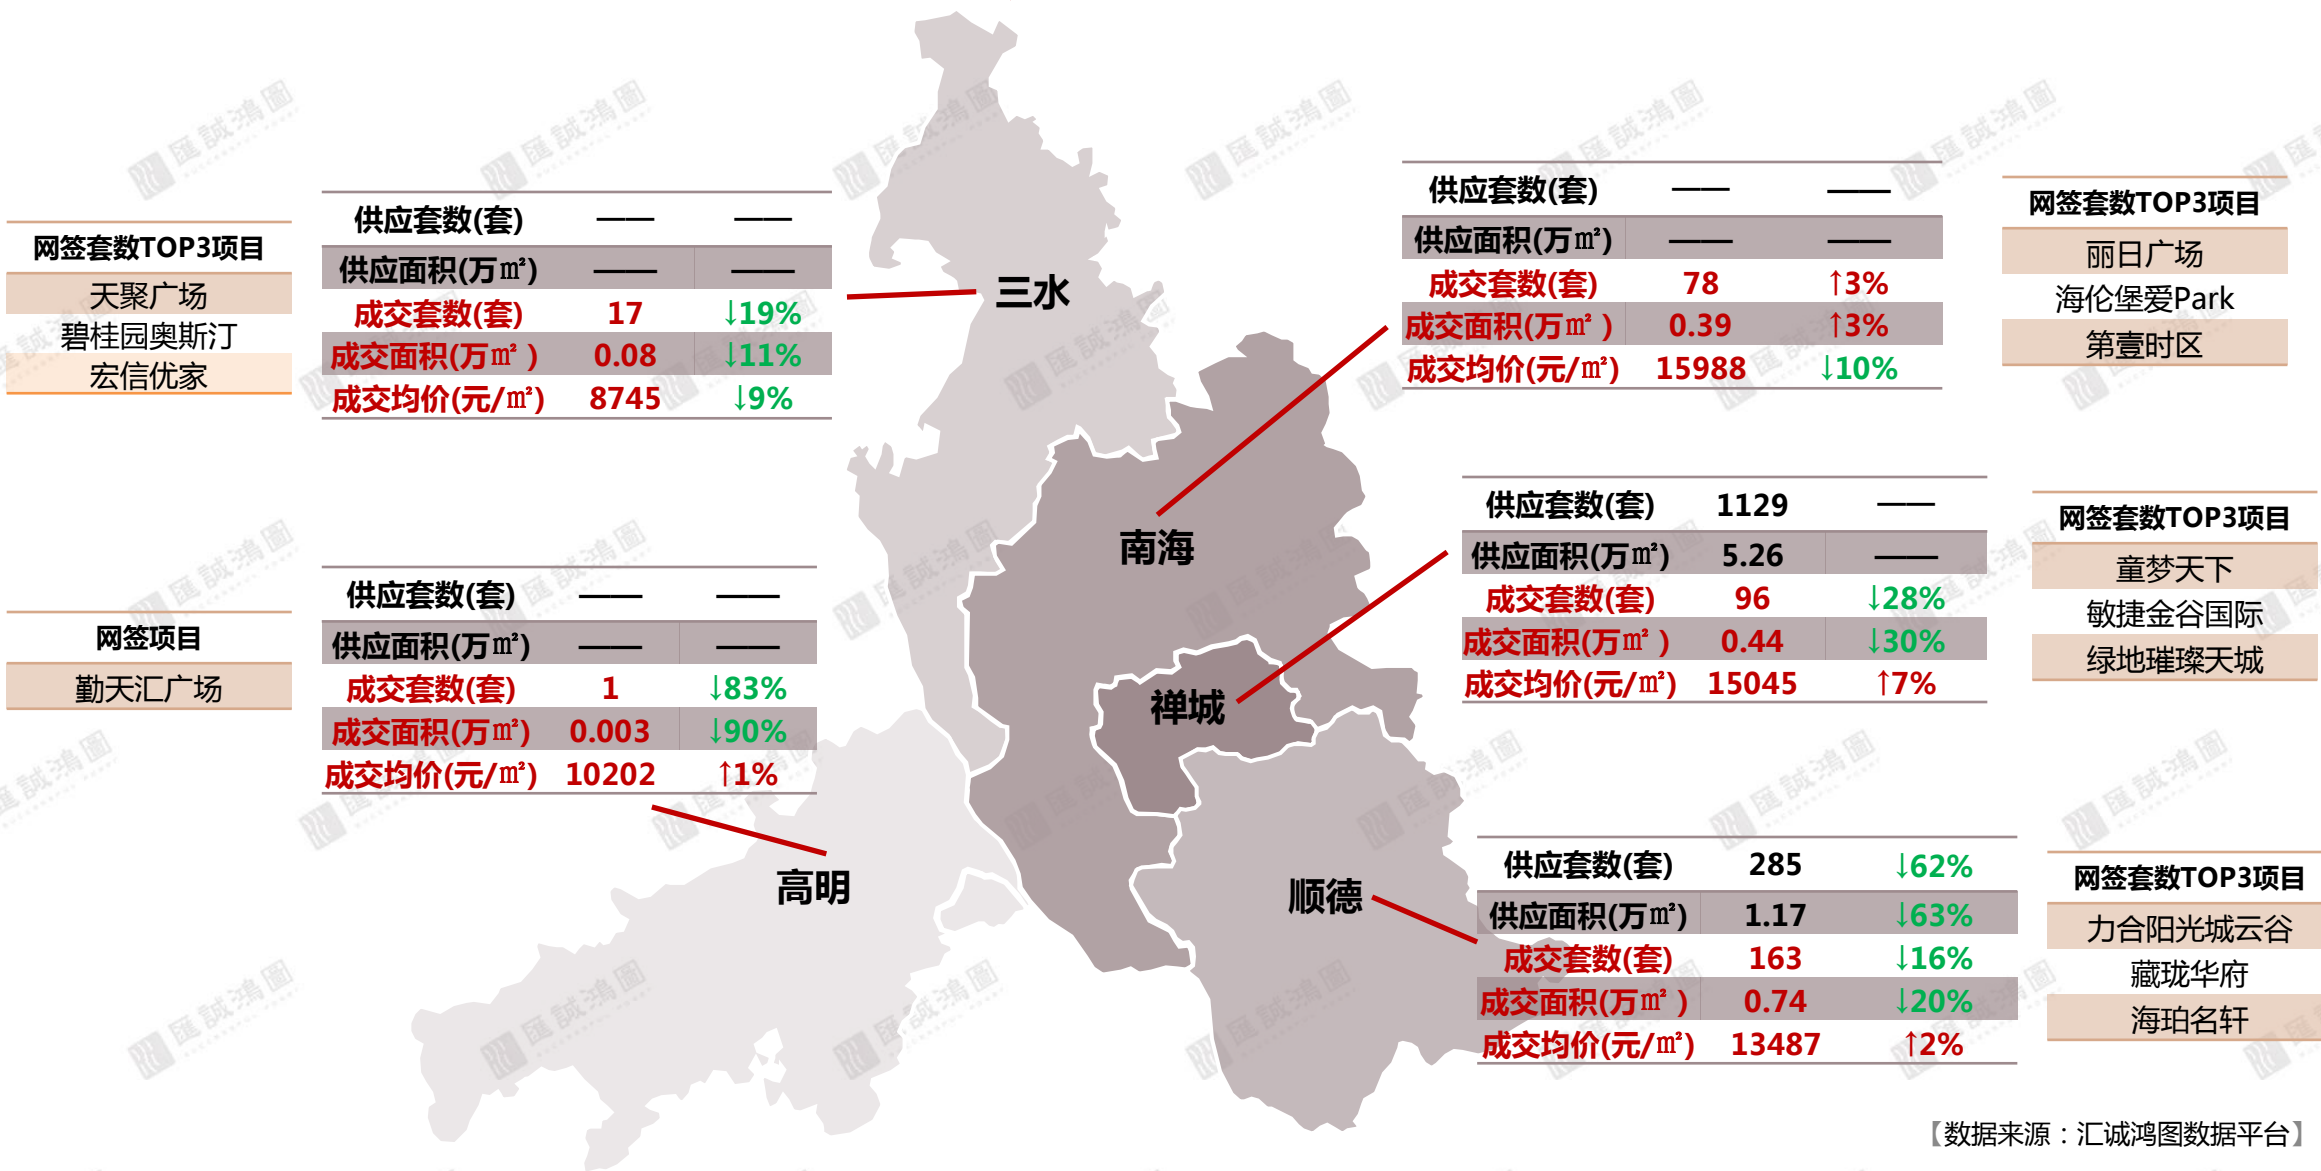 网签套数TOP3项目
天聚广场
碧桂园奥斯汀
宏信优家
供应套数(套) —— ——
供应面积(万㎡) —— ——
成交套数(套) 17 ↓19%
成交面积(万㎡ ) 0.08 ↓11%
成交均价(元/㎡) 8745 ↓9%
三水
供应套数(套) —— ——
供应面积(万㎡) —— ——
成交套数(套) 78 ↑3%
成交面积(万㎡ ) 0.39 ↑3%
成交均价(元/㎡) 15988 ↓10%
网签套数TOP3项目
丽日广场
海伦堡爱Park
第壹时区
南海
网签项目
勤天汇广场
供应套数(套) —— ——
供应面积(万㎡) —— ——
成交套数(套) 1 ↓83%
成交面积(万㎡) 0.003 ↓90%
成交均价(元/㎡) 10202 ↑1%
高明
禅城
供应套数(套) 1129 ——
供应面积(万㎡) 5.26 ——
成交套数(套) 96 ↓28%
成交面积(万㎡ ) 0.44 ↓30%
成交均价(元/㎡) 15045 ↑7%
网签套数TOP3项目
童梦天下
敏捷金谷国际
绿地璀璨天城
顺德
供应套数(套) 285 ↓62%
供应面积(万㎡) 1.17 ↓63%
成交套数(套) 163 ↓16%
成交面积(万㎡ ) 0.74 ↓20%
成交均价(元/㎡) 13487 ↑2%
网签套数TOP3项目
力合阳光城云谷
藏珑华府
海珀名轩
【数据来源：汇诚鸿图数据平台】
匯誠鴻圖